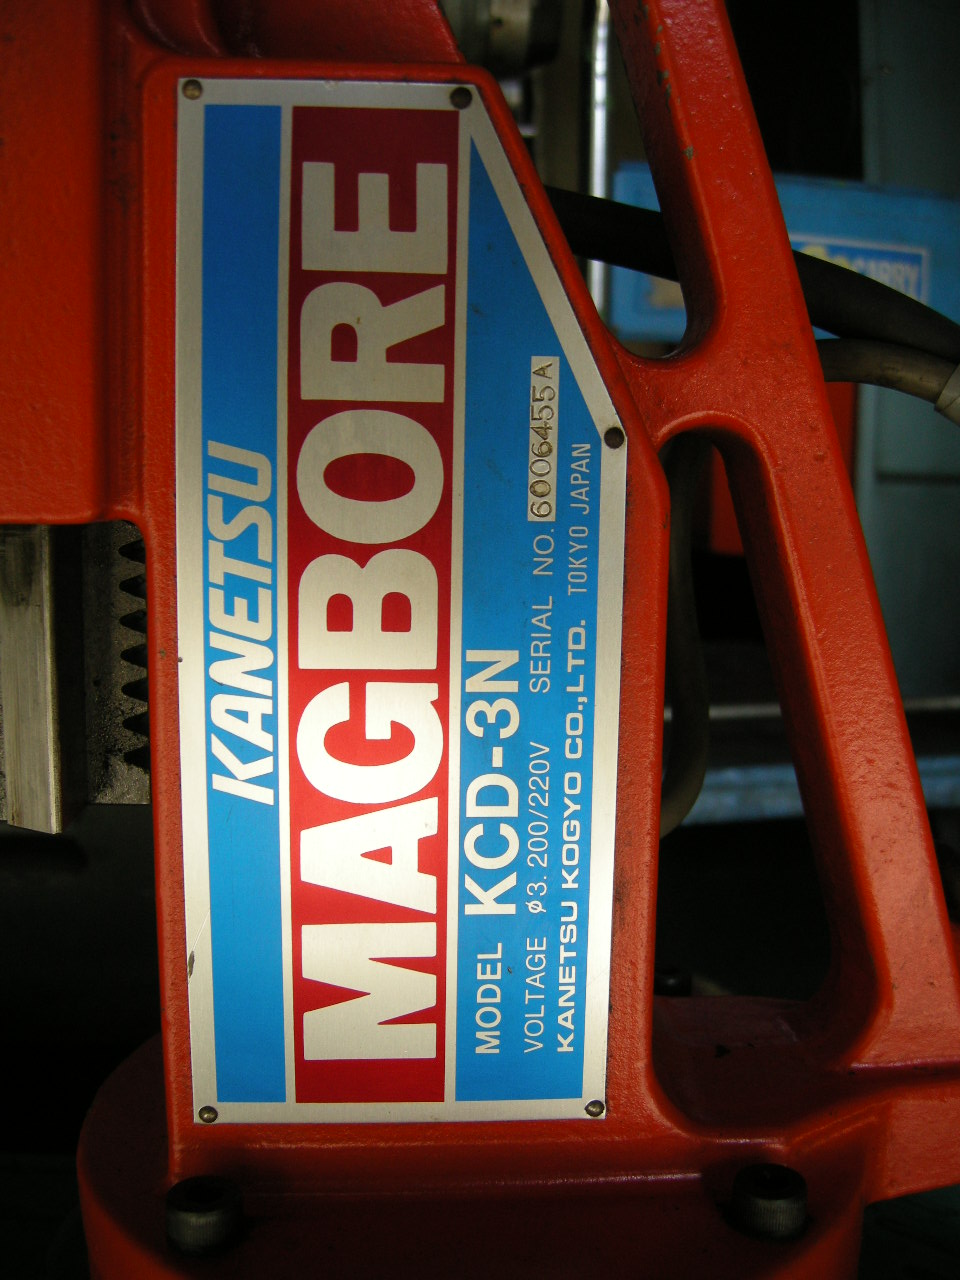 KANETSU
MAGBORE
MODEL KCD-3N
VOLTAGE ø3. 200/220V SERIAL NO. 6006455A
KANETSU KOGYO CO.,LTD. TOKYO JAPAN